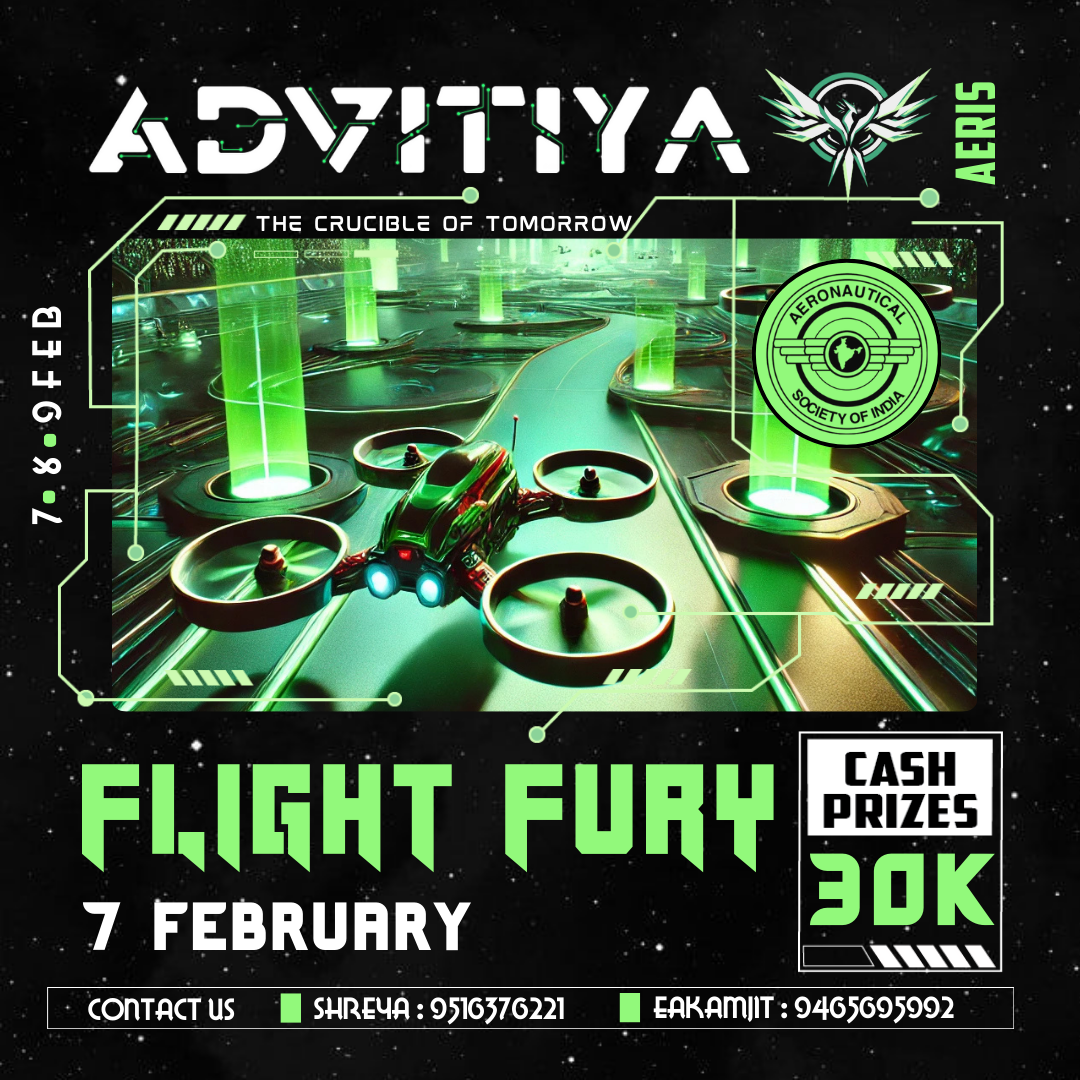 ADVITIYA
AERIS
THE CRUCIBLE OF TOMORROW
AERONAUTICAL
SOCIETY OF INDIA
7•8•9 FEB
FLIGHT FURY
CASH
PRIZES
30K
7 FEBRUARY
CONTACT US SHREYA : 9516376221 EAKAMJIT : 9465695992